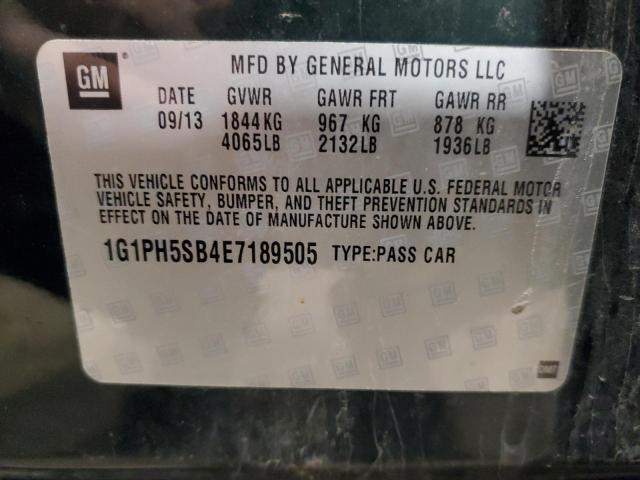 GM
MFD BY GENERAL MOTORS LLC
DATE GVWR GAWR FRT GAWR RR
09/13 1844KG 967 KG 878 KG
4065LB 2132LB 1936LB
THIS VEHICLE CONFORMS TO ALL APPLICABLE U.S. FEDERAL MOTOR
VEHICLE SAFETY, BUMPER, AND THEFT PREVENTION STANDARDS IN
EFFECT ON THE DATE OF MANUFACTURE SHOWN ABOVE.
1G1PH5SB4E7189505 TYPE:PASS CAR